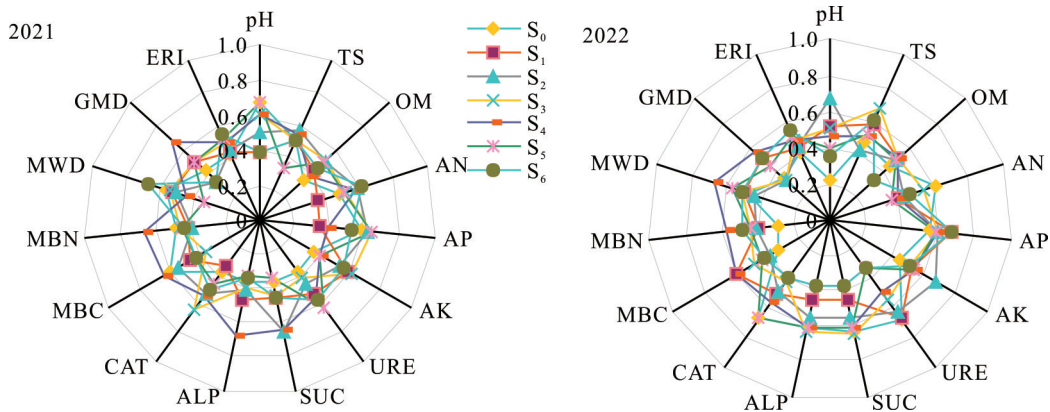 2021
pH
TS
OM
AN
AP
AK
URE
SUC
ALP
CAT
MBC
MBN
MWD
GMD
ERI
1.0
0.8
0.6
0.4
0.2
0
S₀
S₁
S₂
S₃
S₄
S₅
S₆
2022
pH
TS
OM
AN
AP
AK
URE
SUC
ALP
CAT
MBC
MBN
MWD
GMD
ERI
1.0
0.8
0.6
0.4
0.2
0